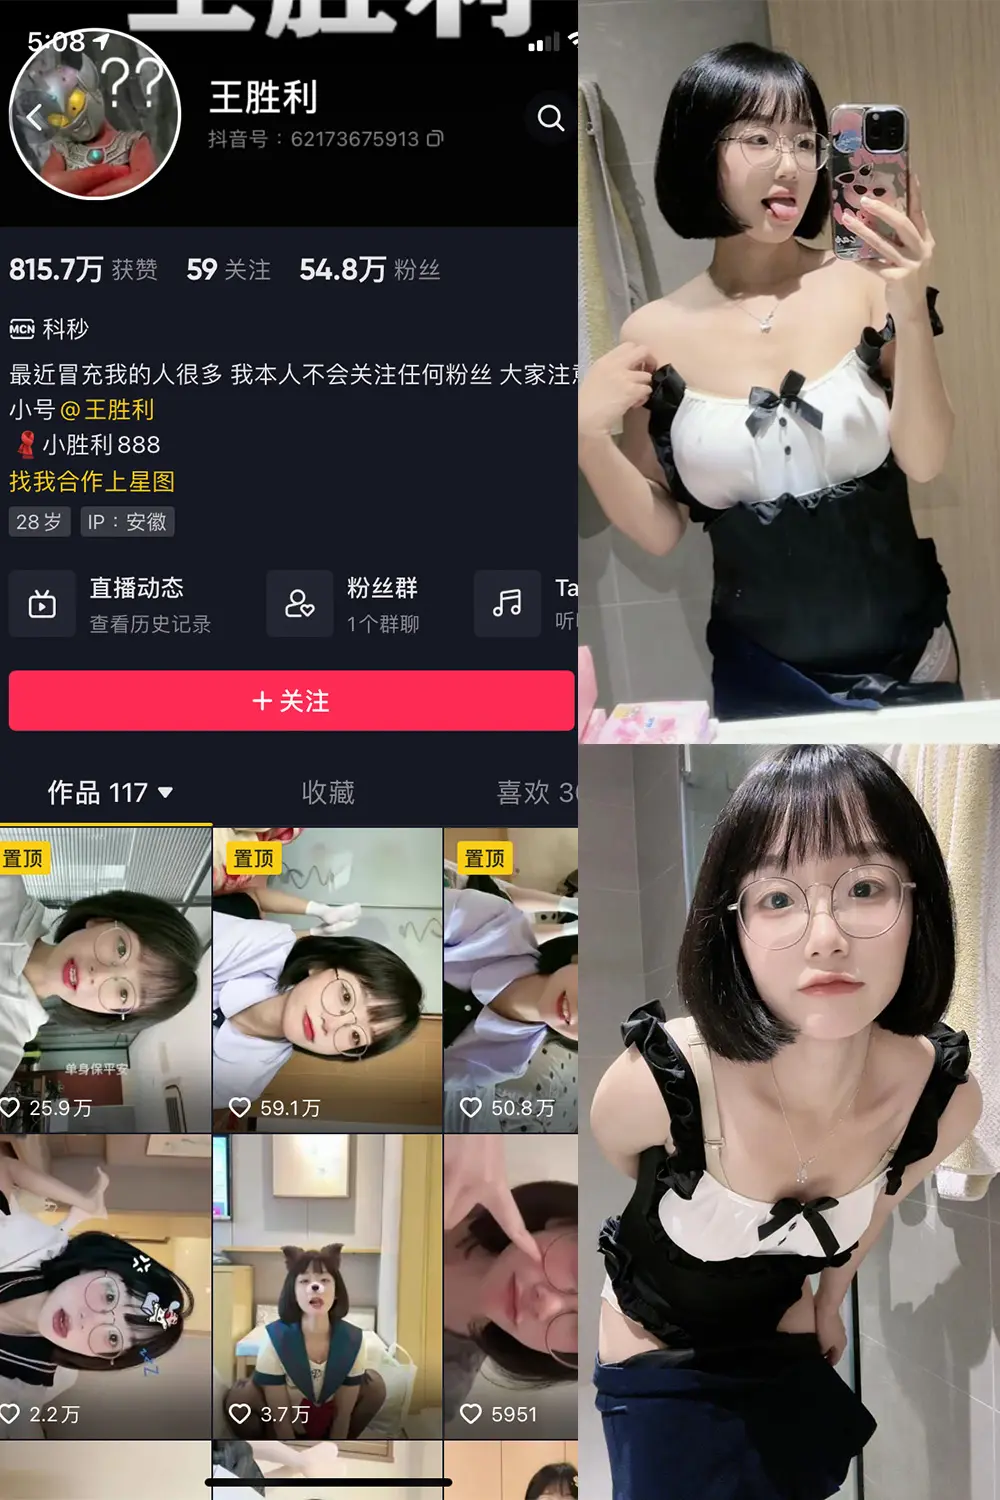 王胜利
5:08
??
王胜利
抖音号：62173675913
815.7万 获赞 59 关注 54.8万 粉丝
MCN 科秒
最近冒充我的人很多 我本人不会关注任何粉丝 大家注意
小号@王胜利
小胜利888
找我合作上星图
28岁 IP：安徽
直播动态
查看历史记录
粉丝群
1个群聊
+ 关注
作品 117 收藏 喜欢
置顶 置顶 置顶
单身保平安
25.9万 59.1万 50.8万
zzZ
2.2万 3.7万 5951